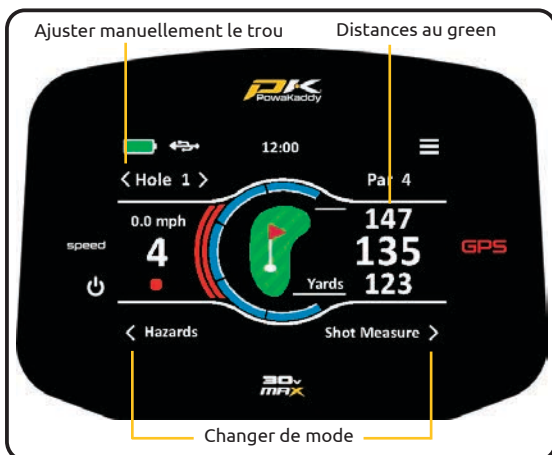 Ajuster manuellement le trou
Distances au green
PK
PowaKaddy
12:00
< Hole 1 >
Par 4
0.0 mph
147
speed
4
135
GPS
Yards
123
< Hazards
Shot Measure >
30v
MAX
Changer de mode